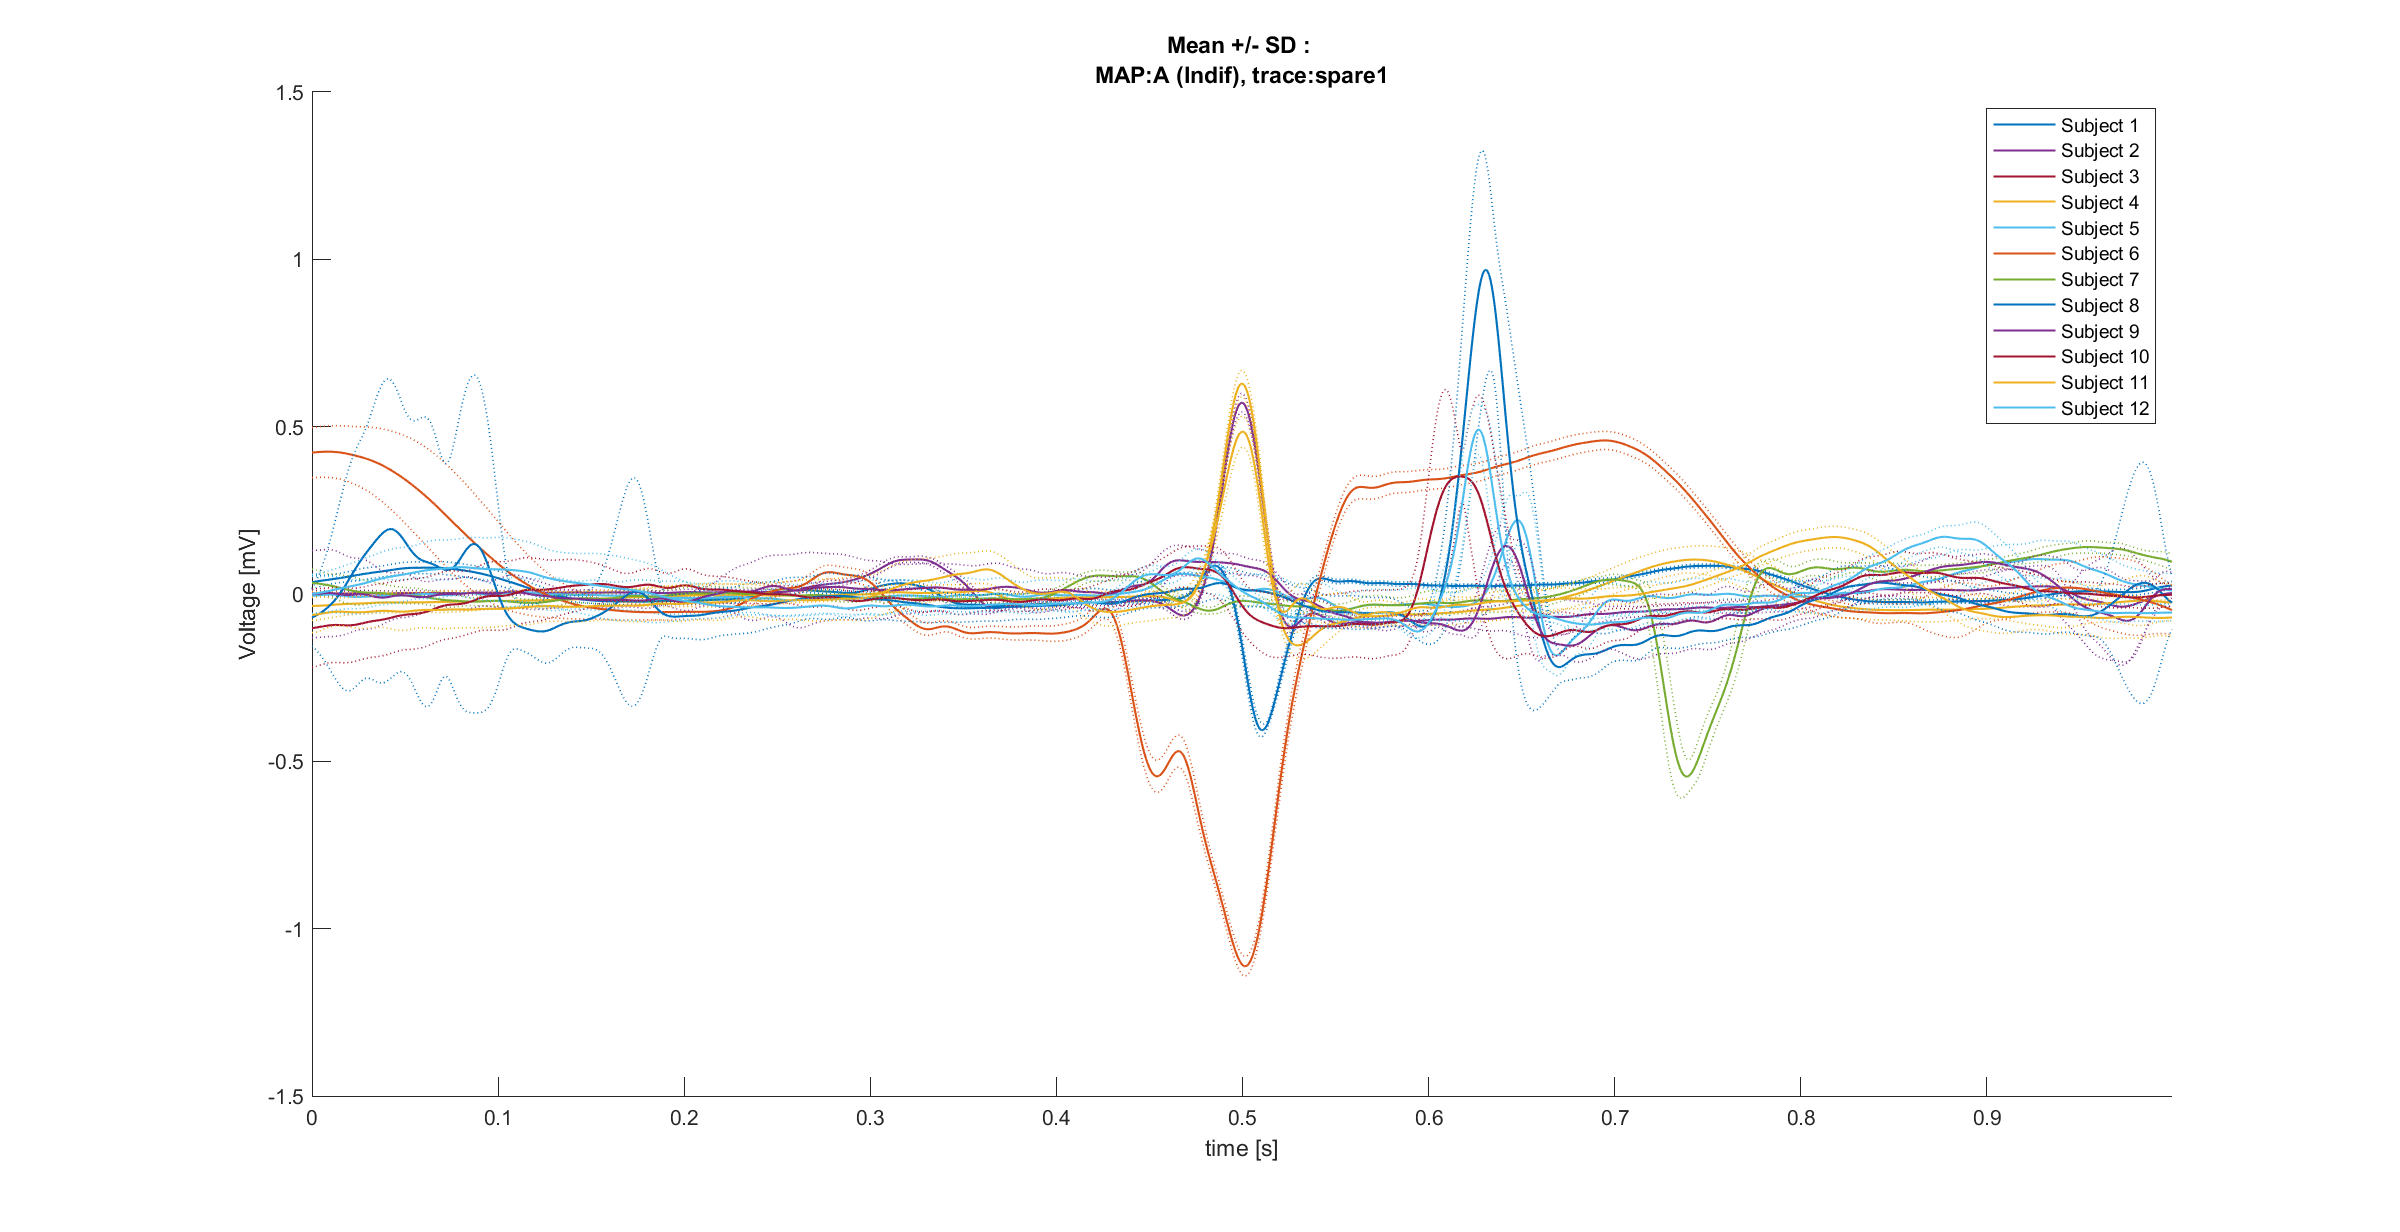 Mean +/- SD :
MAP:A (Indif), trace:spare1
1.5
1
0.5
0
-0.5
-1
-1.5
Voltage [mV]
0 0.1 0.2 0.3 0.4 0.5 0.6 0.7 0.8 0.9
time [s]
Subject 1
Subject 2
Subject 3
Subject 4
Subject 5
Subject 6
Subject 7
Subject 8
Subject 9
Subject 10
Subject 11
Subject 12